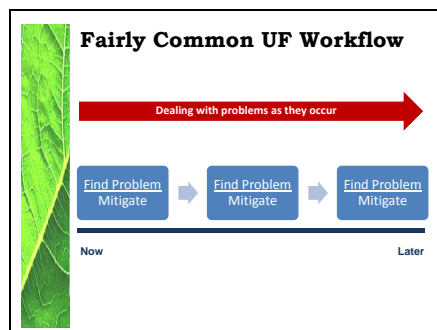 Fairly Common UF Workflow
Dealing with problems as they occur
Find Problem
Mitigate
Find Problem
Mitigate
Find Problem
Mitigate
Now
Later